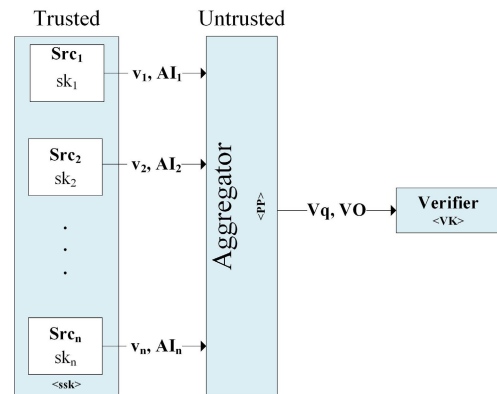 Trusted
Untrusted
Src1
sk1
v1, AI1
Src2
sk2
v2, AI2
.
.
.
Srcn
skn
vn, AIn
<ssk>
Aggregator
<PP>
Vq, VO
Verifier
<VK>